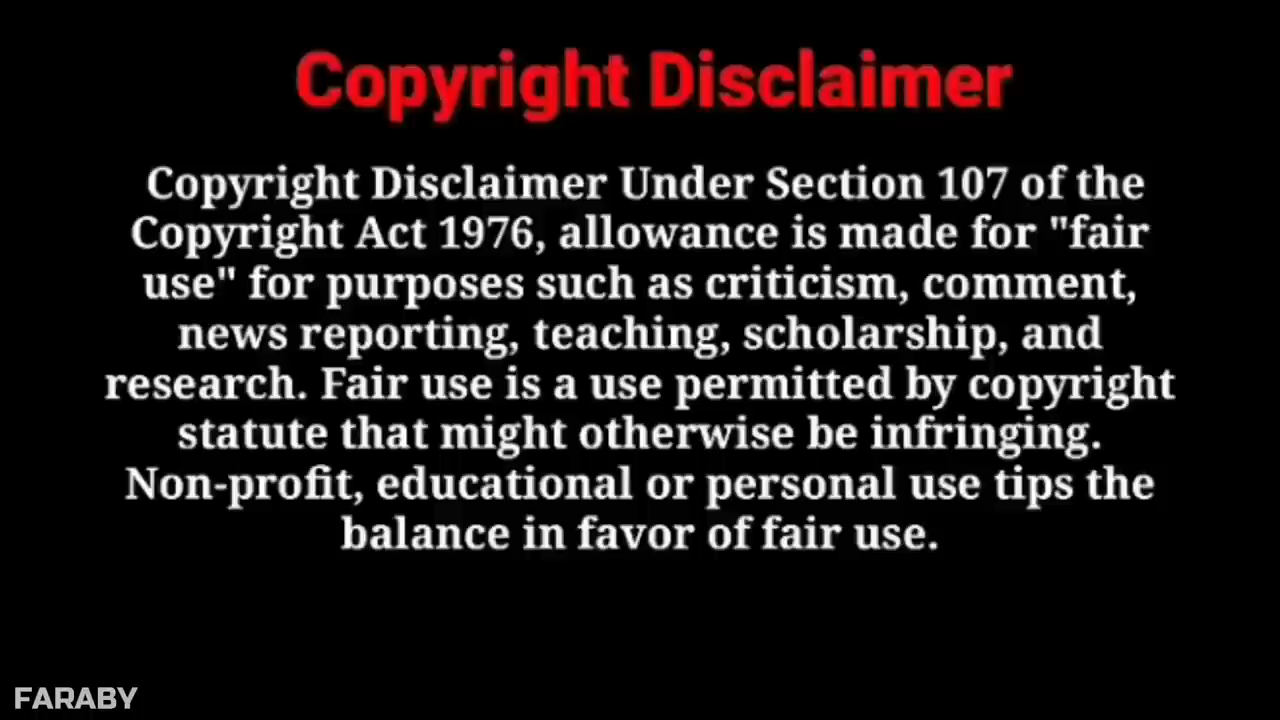 Copyright Disclaimer
Copyright Disclaimer Under Section 107 of the
Copyright Act 1976, allowance is made for "fair
use" for purposes such as criticism, comment,
news reporting, teaching, scholarship, and
research. Fair use is a use permitted by copyright
statute that might otherwise be infringing.
Non-profit, educational or personal use tips the
balance in favor of fair use.
FARABY